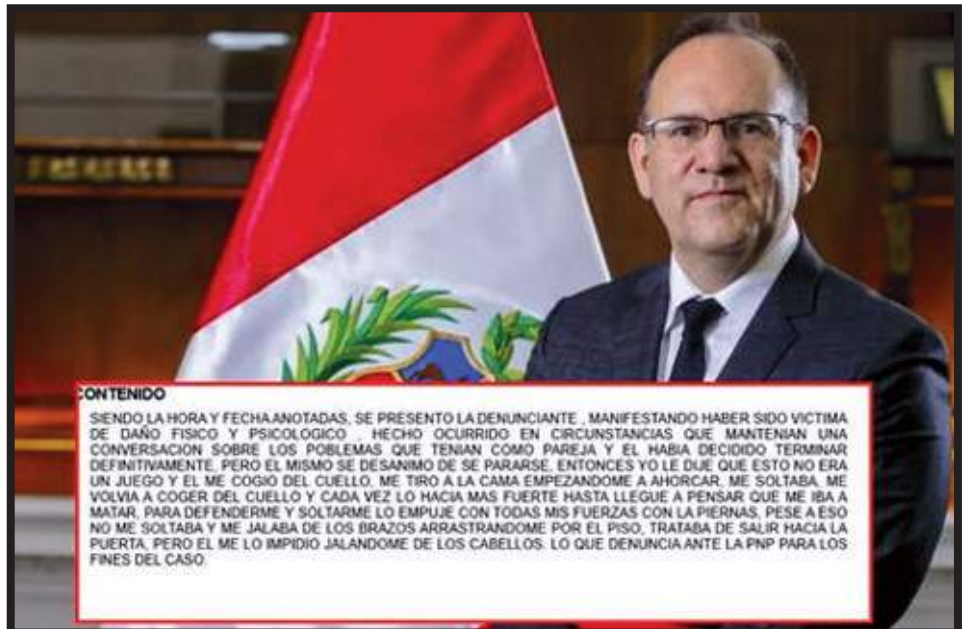 CONTENIDO
SIENDO LA HORA Y FECHA ANOTADAS, SE PRESENTO LA DENUNCIANTE , MANIFESTANDO HABER SIDO VICTIMA
DE DAÑO FISICO Y PSICOLOGICO , HECHO OCURRIDO EN CIRCUNSTANCIAS QUE MANTENIAN UNA
CONVERSACION SOBRE LOS POBLEMAS QUE TENIAN COMO PAREJA Y EL HABIA DECIDIDO TERMINAR
DEFINITIVAMENTE, PERO EL MISMO SE DESANIMO DE SE PARARSE, ENTONCES YO LE DIJE QUE ESTO NO ERA
UN JUEGO Y EL ME COGIO DEL CUELLO, ME TIRO A LA CAMA EMPEZANDOME A AHORCAR, ME SOLTABA, ME
VOLVIA A COGER DEL CUELLO Y CADA VEZ LO HACIA MAS FUERTE HASTA LLEGUE A PENSAR QUE ME IBA A
MATAR, PARA DEFENDERME Y SOLTARME LO EMPUJE CON TODAS MIS FUERZAS CON LA PIERNAS, PESE A ESO
NO ME SOLTABA Y ME JALABA DE LOS BRAZOS ARRASTRANDOME POR EL PISO, TRATABA DE SALIR HACIA LA
PUERTA, PERO EL ME LO IMPIDIO JALANDOME DE LOS CABELLOS. LO QUE DENUNCIA ANTE LA PNP PARA LOS
FINES DEL CASO.